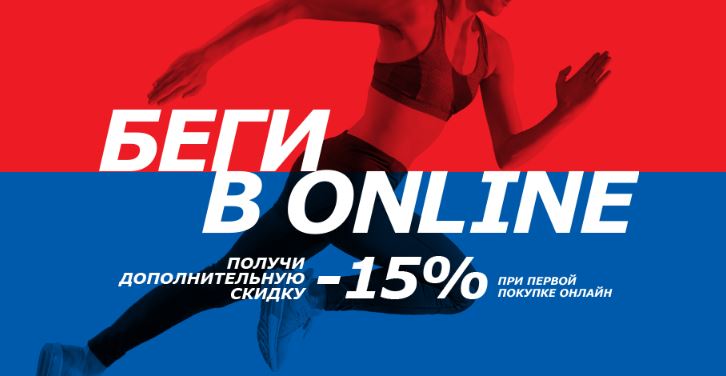 БЕГИ
В ONLINE
ПОЛУЧИ
ДОПОЛНИТЕЛЬНУЮ
СКИДКУ
-15%
ПРИ ПЕРВОЙ
ПОКУПКЕ ОНЛАЙН